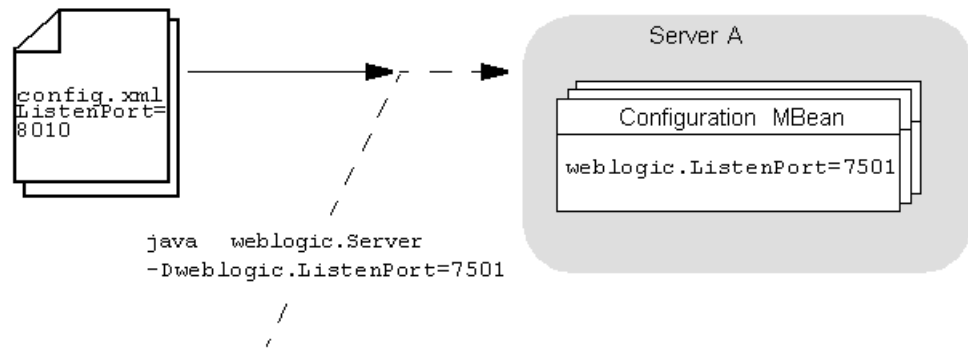 config.xml
ListenPort=
8010
Server A
Configuration MBean
weblogic.ListenPort=7501
java weblogic.Server
-Dweblogic.ListenPort=7501